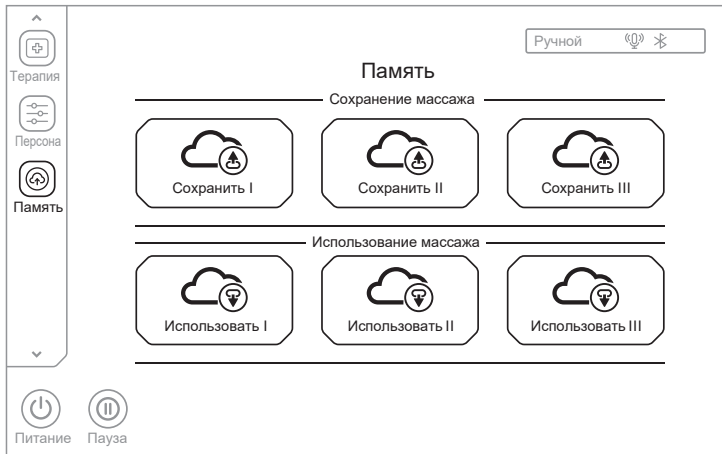 Ручной
Терапия
Персона
Память
Память
Сохранение массажа
Сохранить I
Сохранить II
Сохранить III
Использование массажа
Использовать I
Использовать II
Использовать III
Питание
Пауза